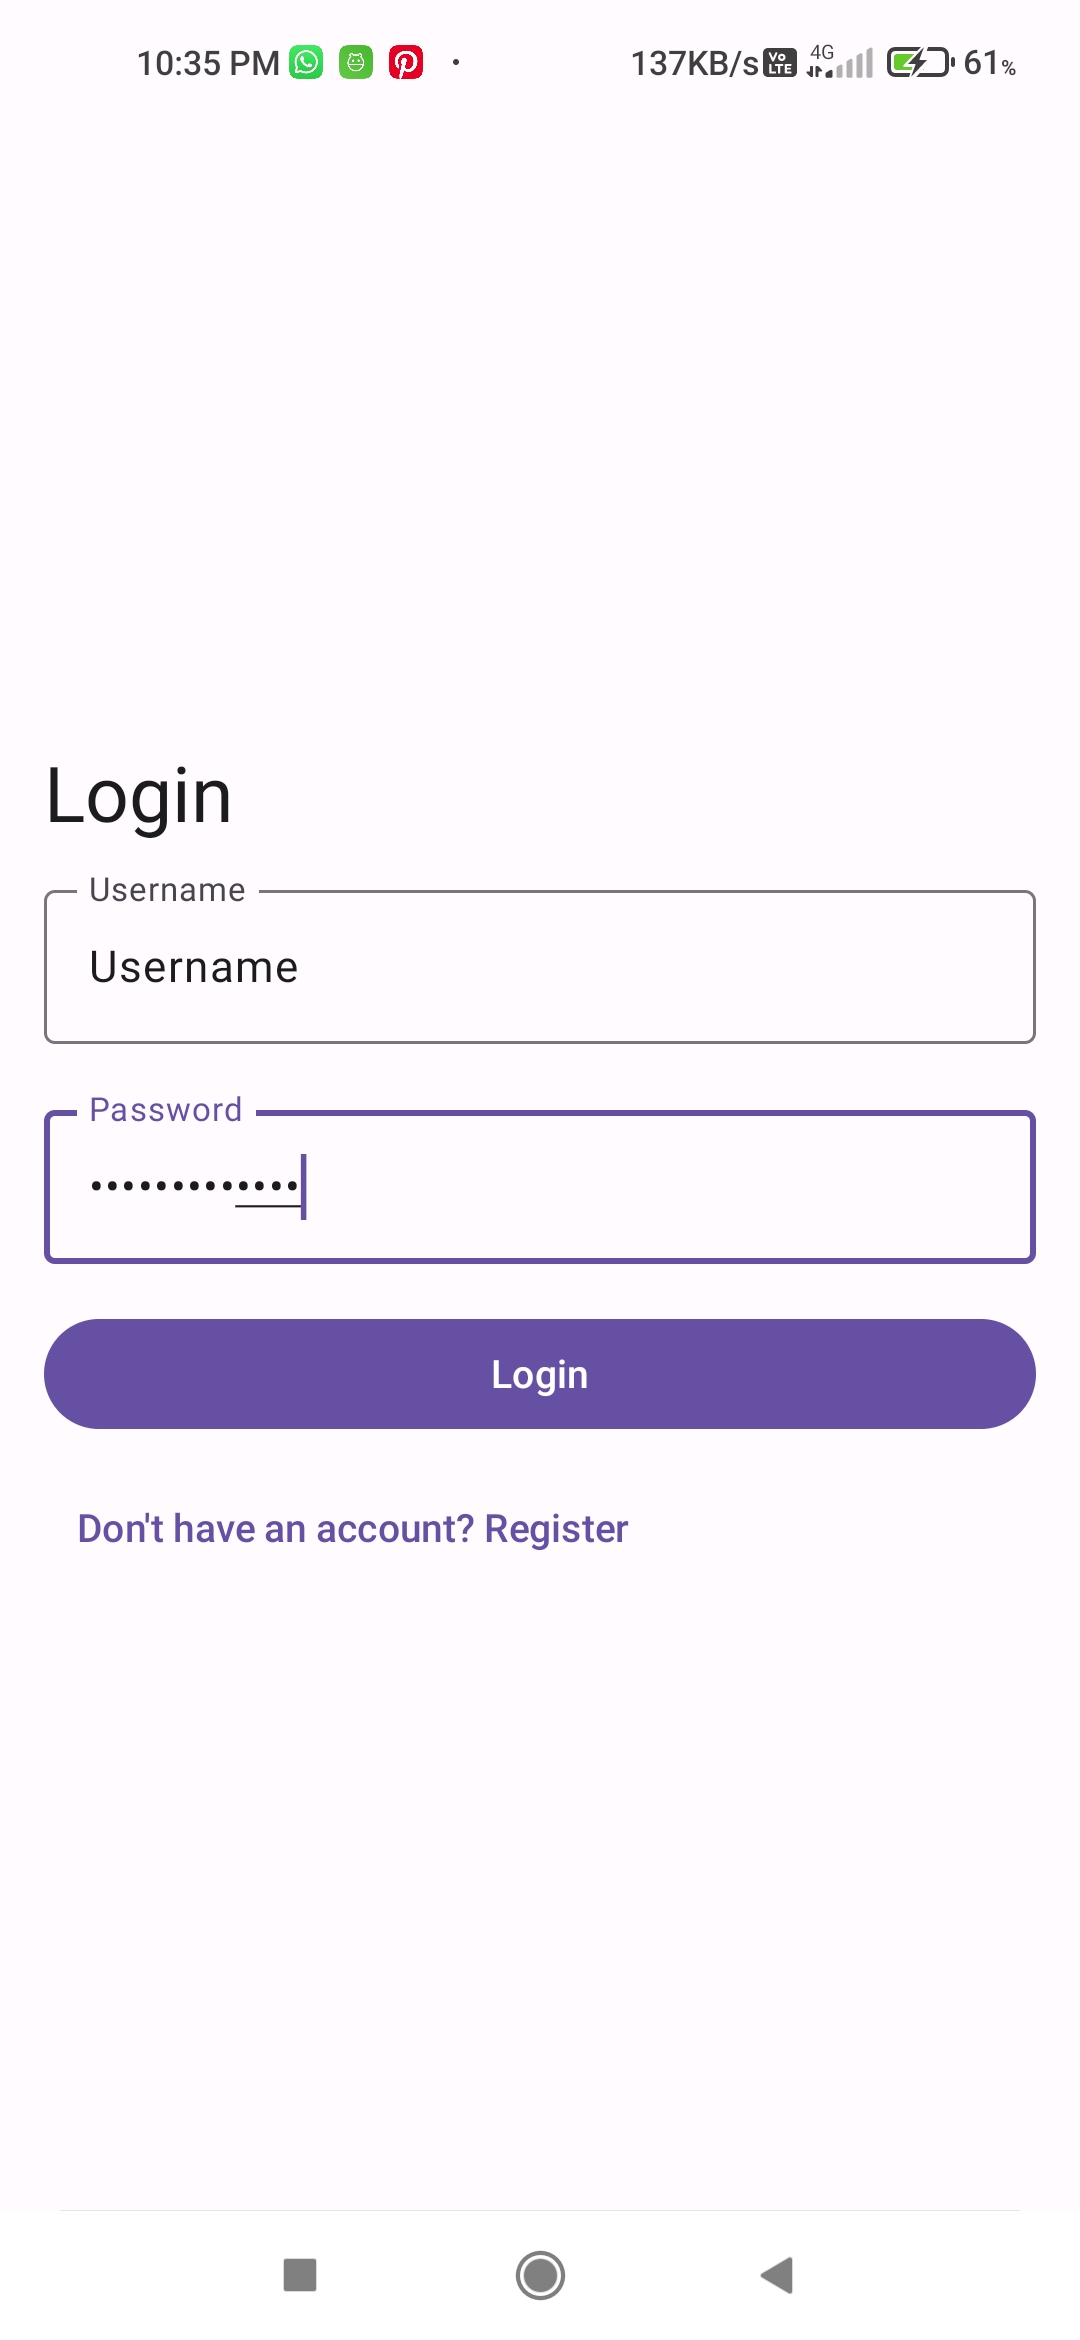 10:35 PM 137KB/s Vo LTE 4G 61%
Login
Username
Username
Password
•••••••••••••
Login
Don't have an account? Register